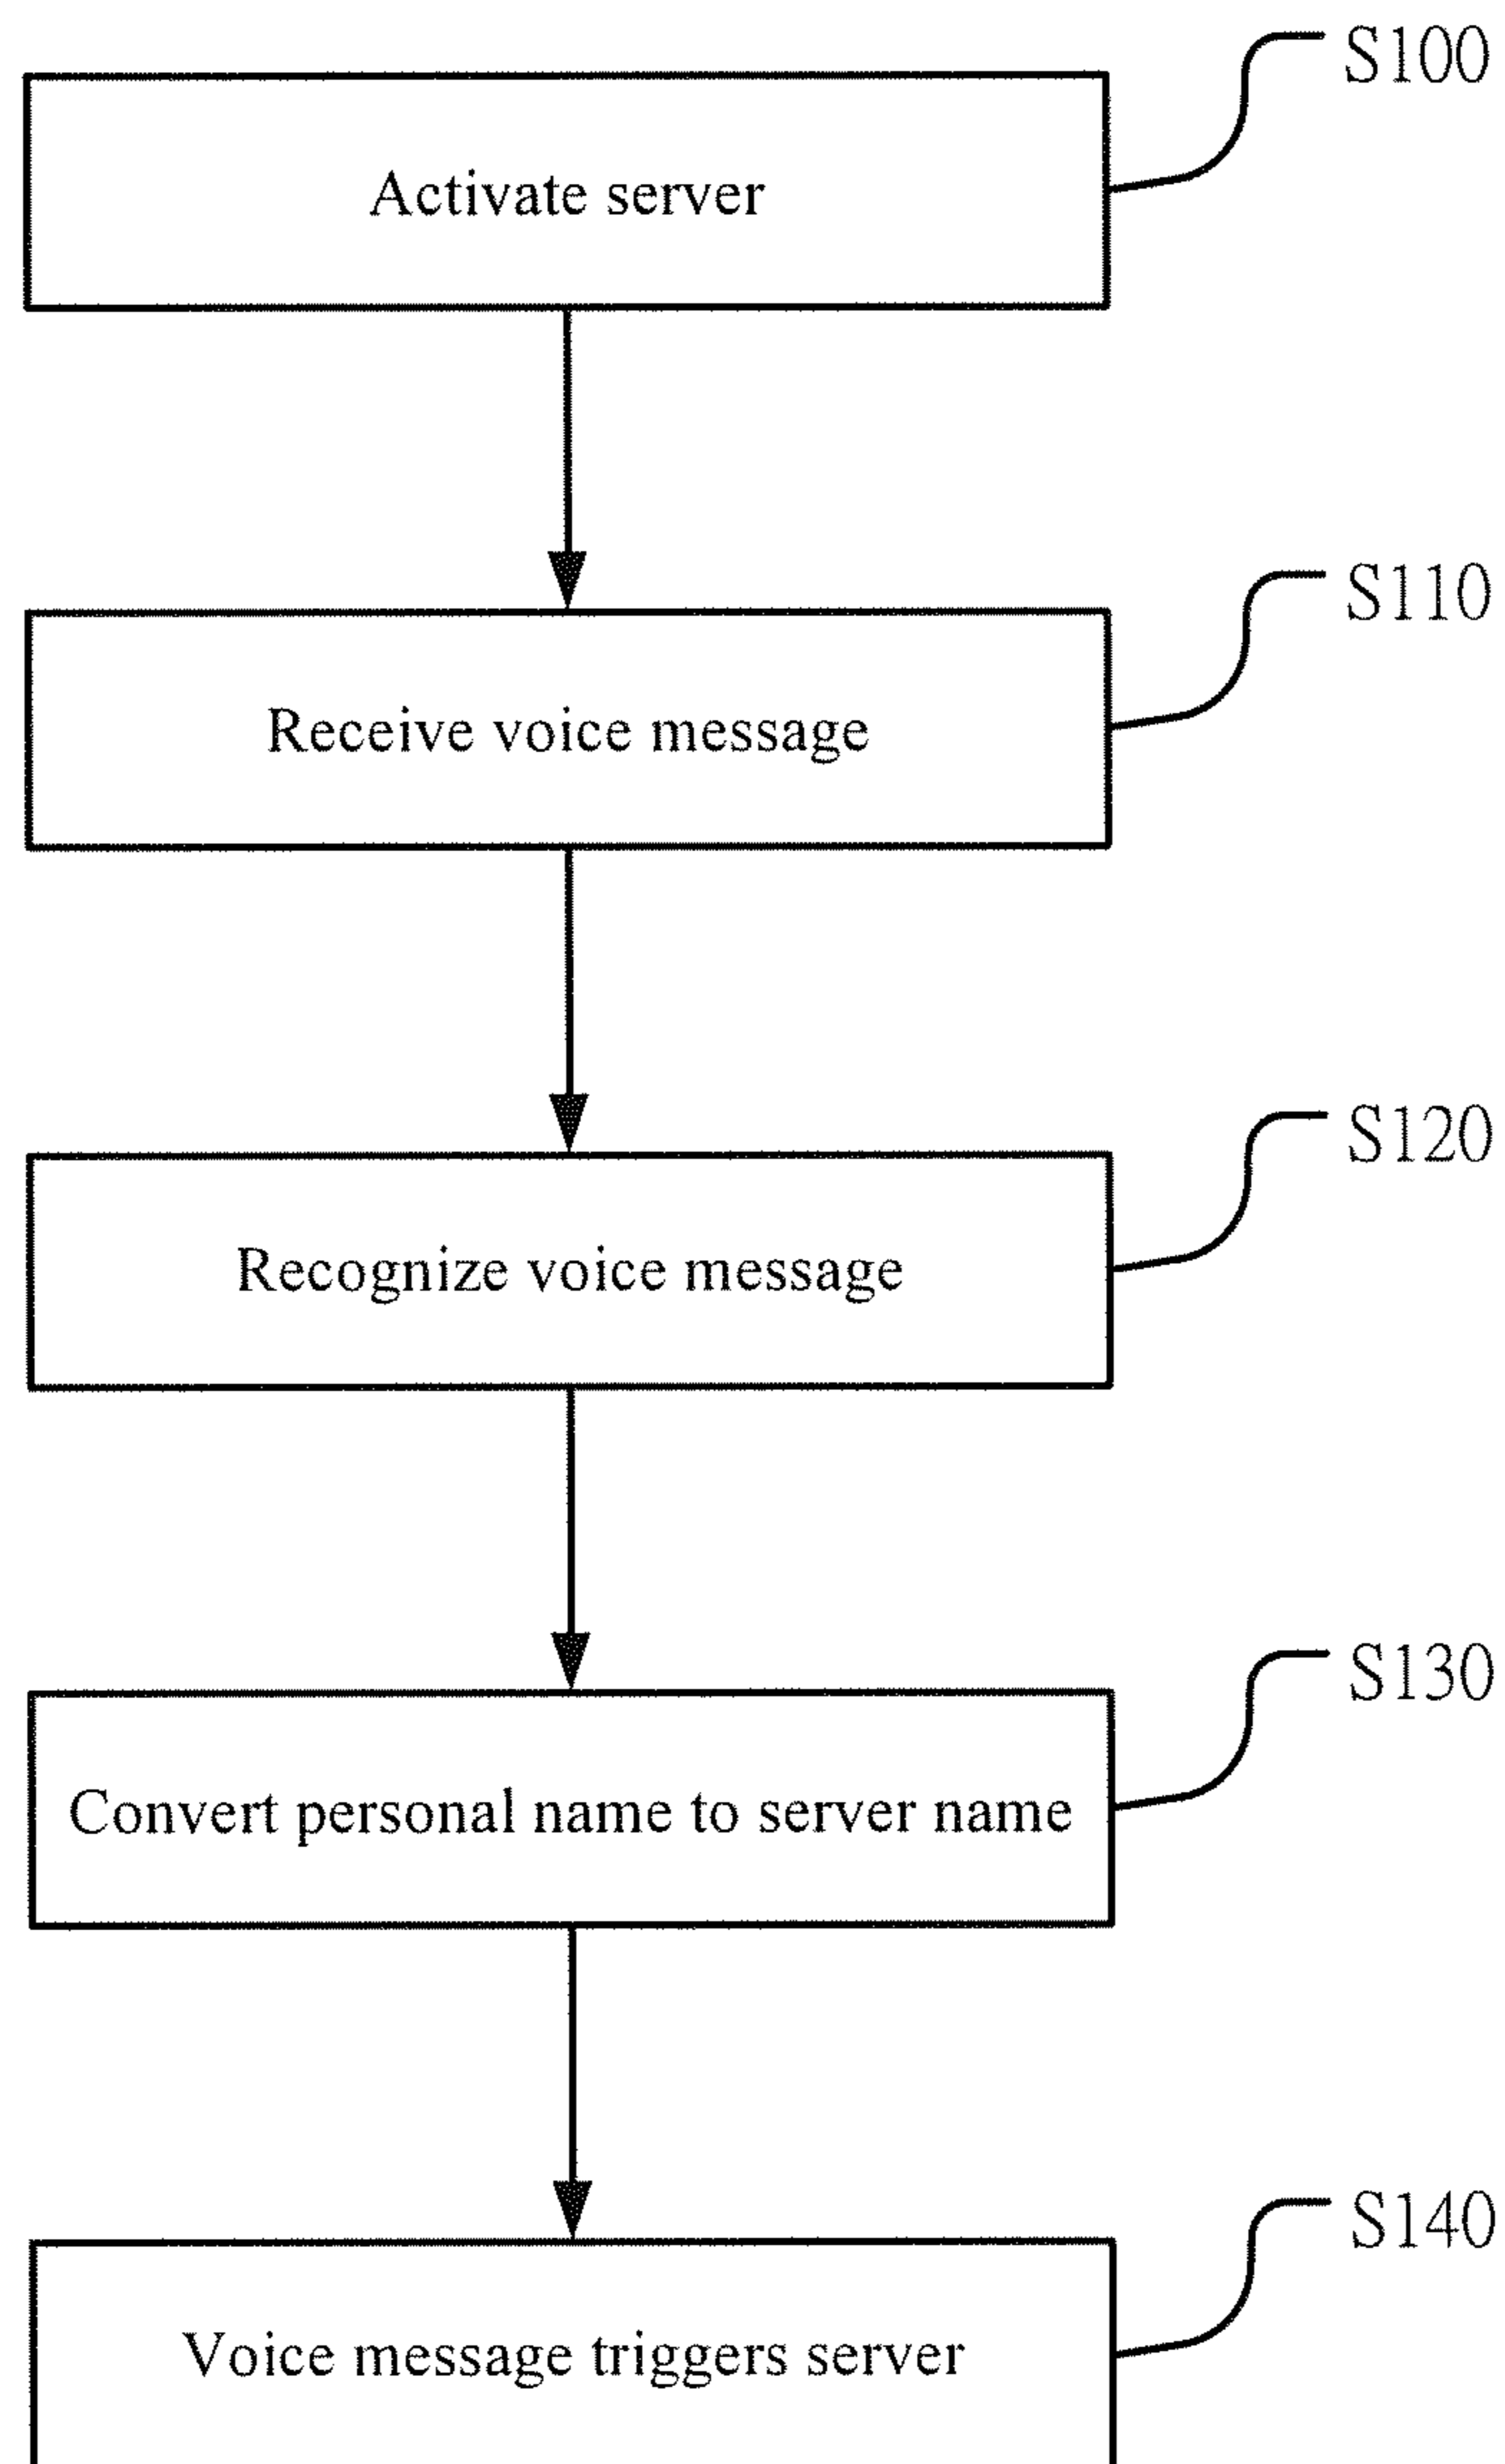 S100
Activate server
S110
Receive voice message
S120
Recognize voice message
S130
Convert personal name to server name
S140
Voice message triggers server